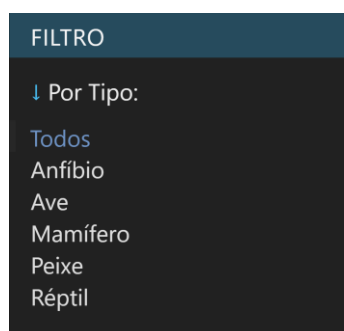 FILTRO
↓ Por Tipo:
Todos
Anfíbio
Ave
Mamífero
Peixe
Réptil